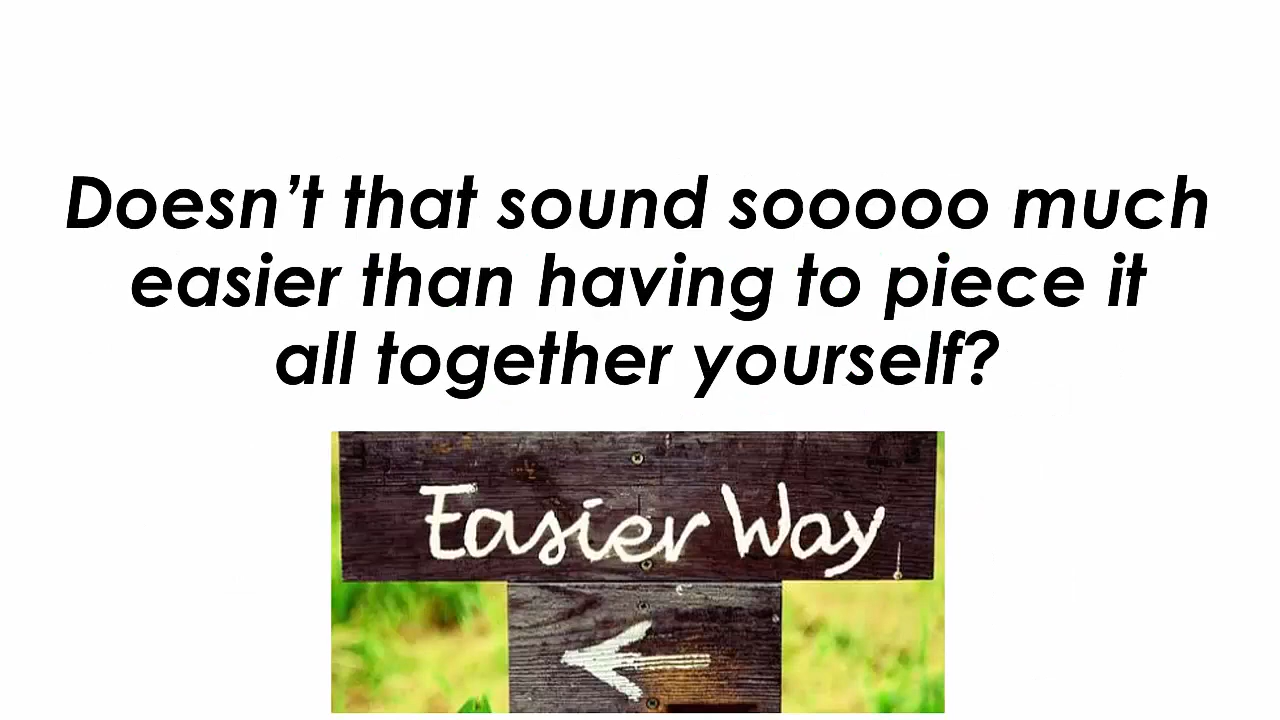 Doesn’t that sound sooooo much
easier than having to piece it
all together yourself?
Easier Way